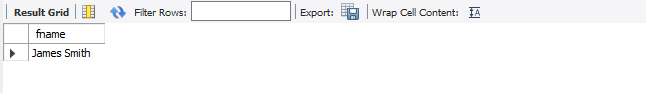 Result Grid Filter Rows: Export: Wrap Cell Content:
fname
James Smith